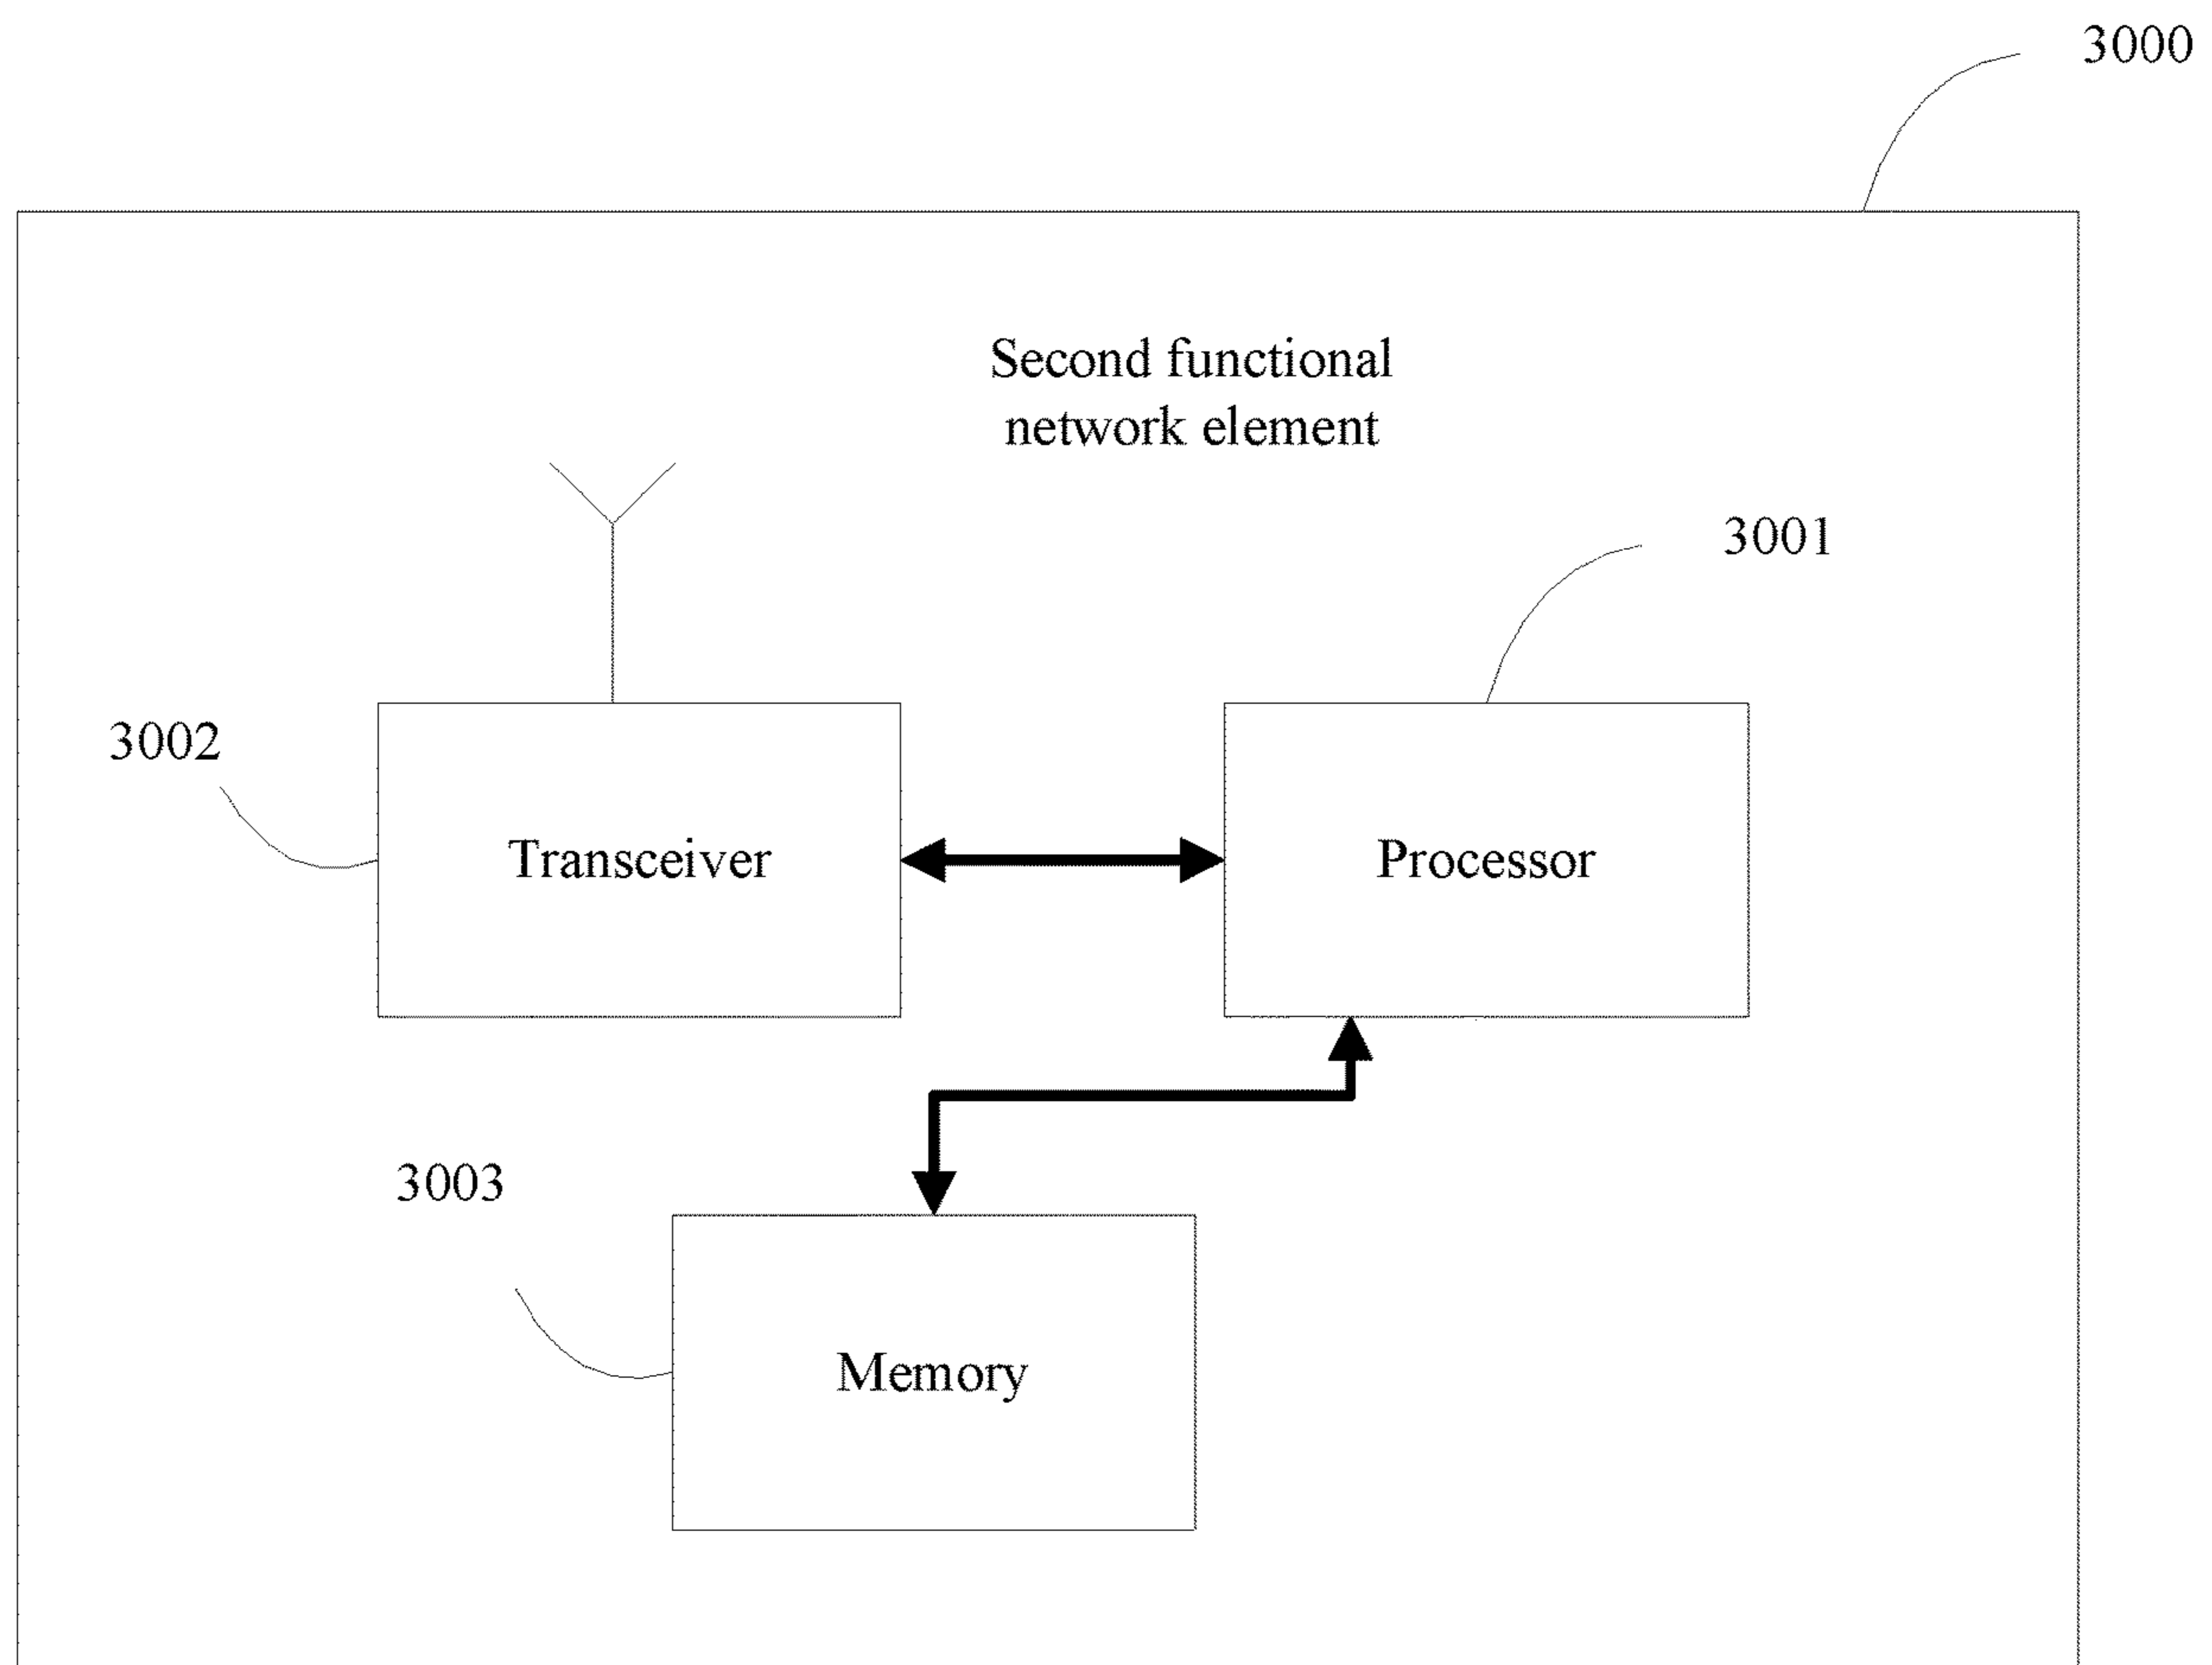 3000
Second functional
network element
3001
3002
Transceiver
Processor
3003
Memory